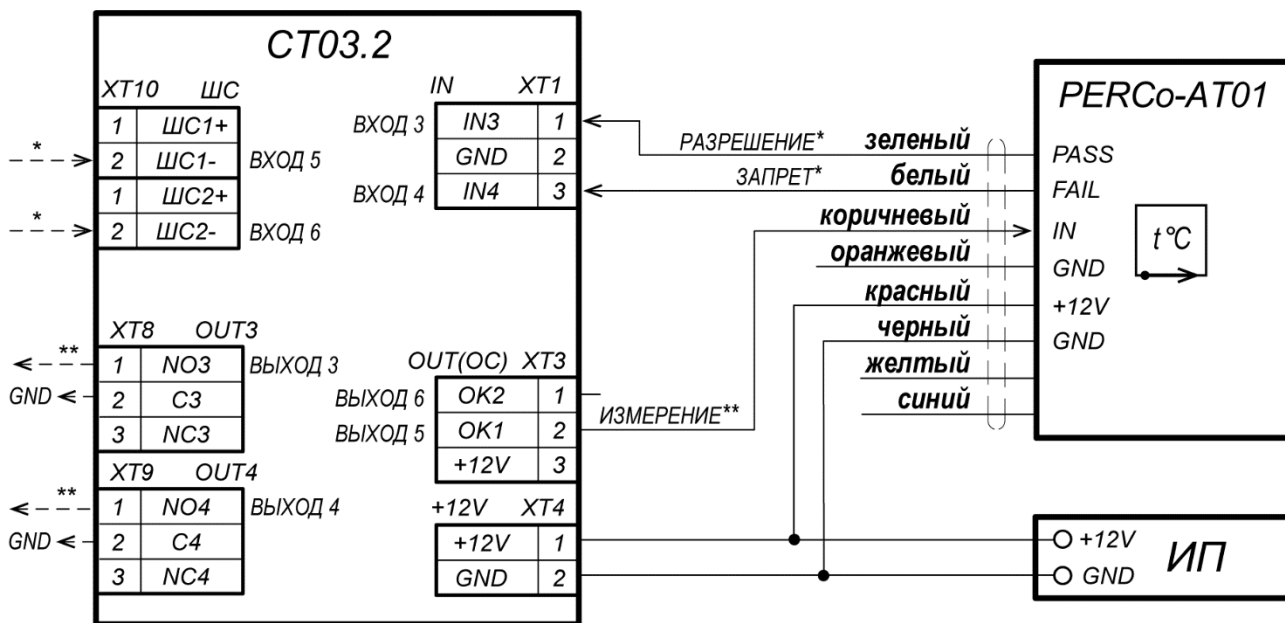 CT03.2
XT10 ШС
1 ШС1+
2 ШС1- ВХОД 5
1 ШС2+
2 ШС2- ВХОД 6
*
*
IN XT1
ВХОД 3 IN3 1
GND 2
ВХОД 4 IN4 3
РАЗРЕШЕНИЕ* зеленый
ЗАПРЕТ* белый
коричневый
оранжевый
красный
черный
желтый
синий
PERCo-AT01
PASS
FAIL
IN
GND
+12V
GND
t°C
XT8 OUT3
** 1 NO3 ВЫХОД 3
GND 2 C3
3 NC3
XT9 OUT4
** 1 NO4 ВЫХОД 4
GND 2 C4
3 NC4
OUT(OC) XT3
ВЫХОД 6 OK2 1
ВЫХОД 5 OK1 2
+12V 3
ИЗМЕРЕНИЕ**
+12V XT4
+12V 1
GND 2
+12V
GND
ИП